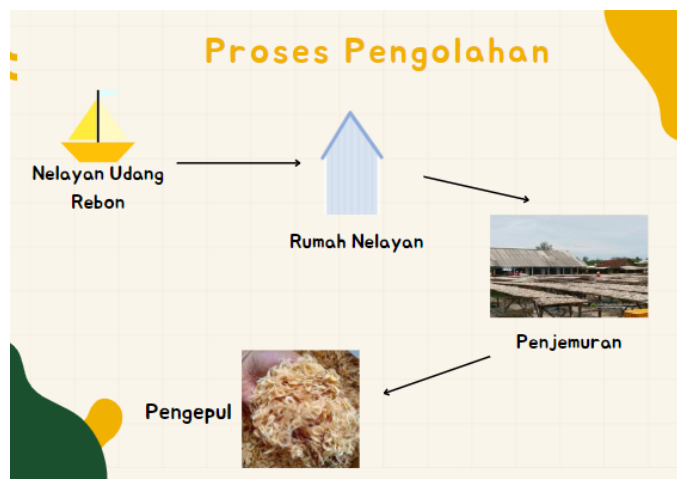 Proses Pengolahan
Nelayan Udang
Rebon
Rumah Nelayan
Penjemuran
Pengepul